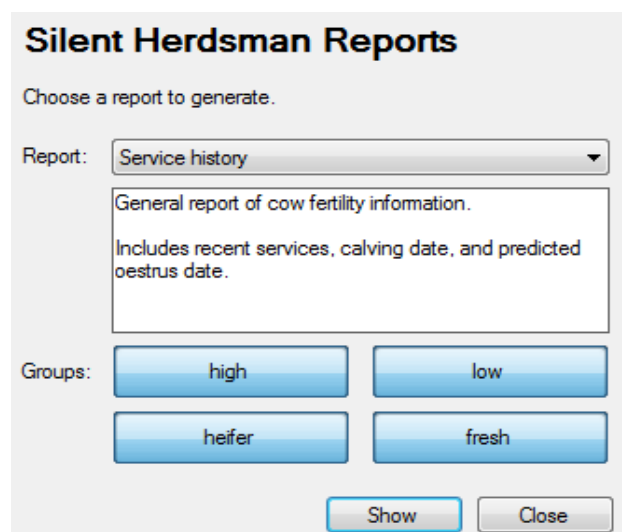 Silent Herdsman Reports
Choose a report to generate.
Report: Service history
General report of cow fertility information.
Includes recent services, calving date, and predicted
oestrus date.
Groups: high low
heifer fresh
Show Close